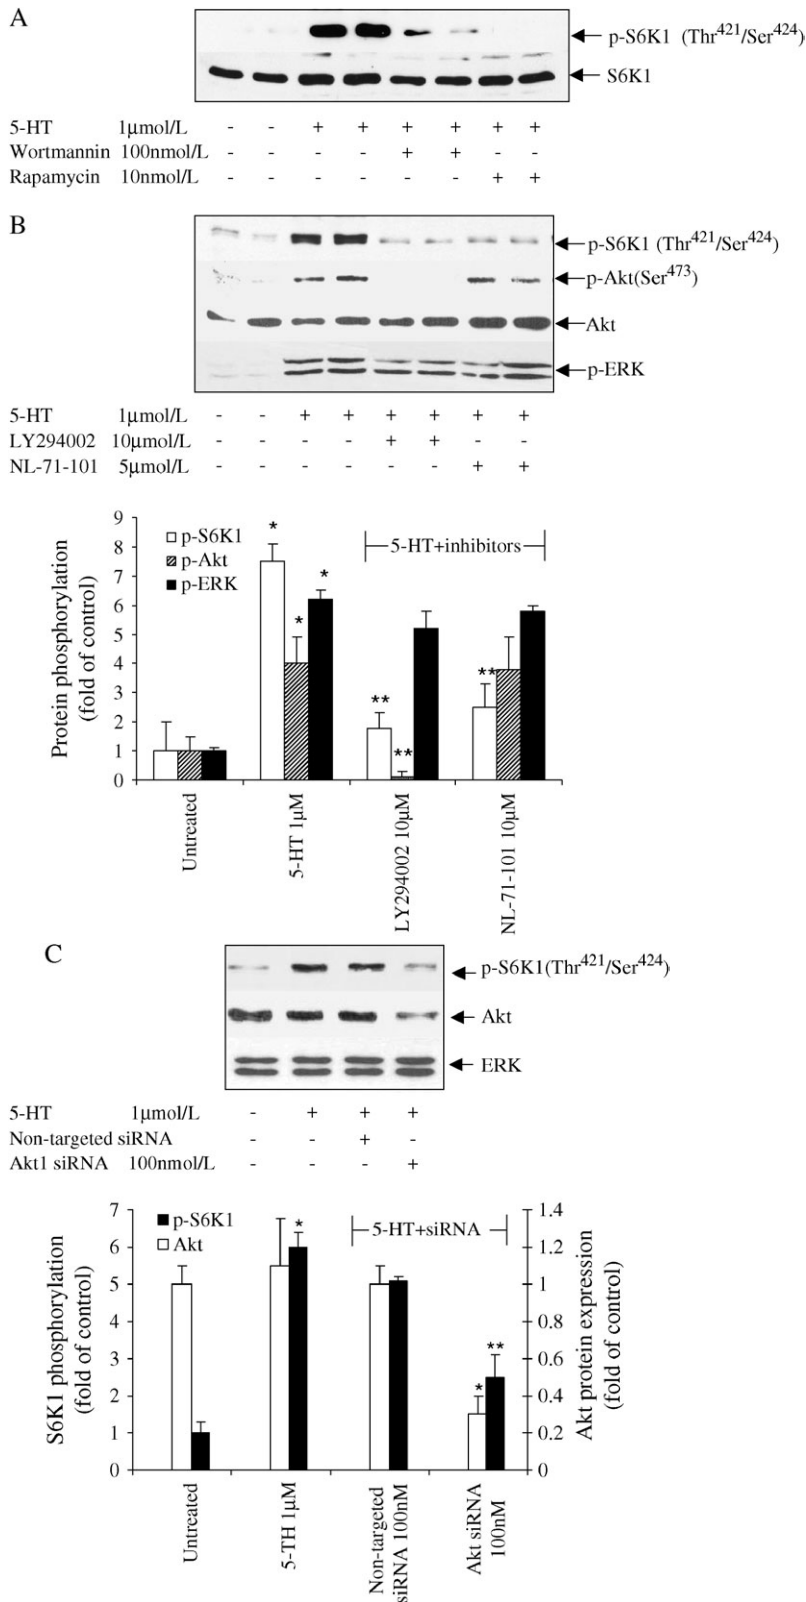 A
p-S6K1 (Thr421/Ser424)
S6K1
5-HT 1μmol/L - - + + + + + +
Wortmannin 100nmol/L - - - - + + - -
Rapamycin 10nmol/L - - - - - - + +
B
p-S6K1 (Thr421/Ser424)
p-Akt(Ser473)
Akt
p-ERK
5-HT 1μmol/L - - + + + + + +
LY294002 10μmol/L - - - - + + - -
NL-71-101 5μmol/L - - - - - - + +
Protein phosphorylation
(fold of control)
9
8
7
6
5
4
3
2
1
0
p-S6K1
p-Akt
p-ERK
5-HT+inhibitors
*
*
*
**
**
**
Untreated
5-HT 1μM
LY294002 10μM
NL-71-101 10μM
C
p-S6K1(Thr421/Ser424)
Akt
ERK
5-HT 1μmol/L - + + +
Non-targeted siRNA - - + -
Akt1 siRNA 100nmol/L - - - +
S6K1 phosphorylation
(fold of control)
7
6
5
4
3
2
1
0
p-S6K1
Akt
5-HT+siRNA
*
*
**
1.4
1.2
1
0.8
0.6
0.4
0.2
0
Akt protein expression
(fold of control)
Untreated
5-TH 1μM
Non-targeted
siRNA 100nM
Akt siRNA
100nM